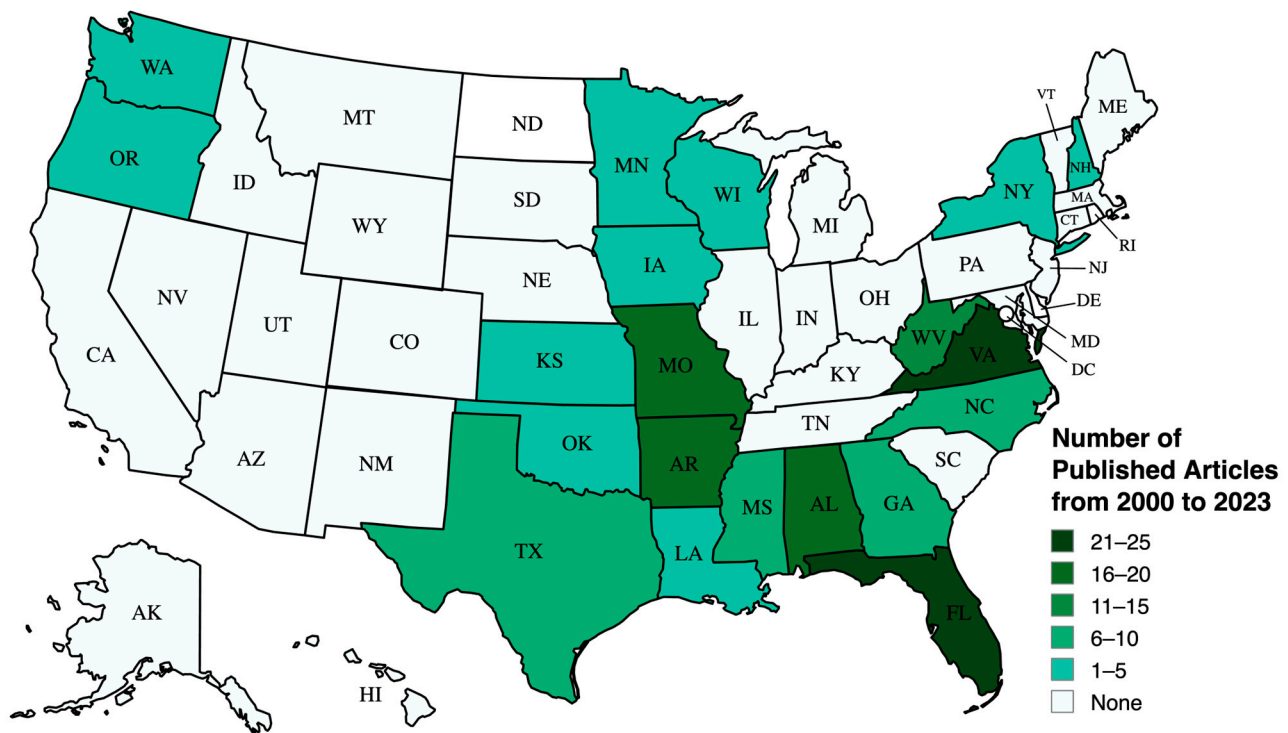 WA
MT
ND
MN
VT
ME
OR
ID
SD
WI
NY
NH
MA
CT
RI
WY
MI
NE
IA
PA
NJ
NV
UT
CO
IL
IN
OH
DE
MD
DC
CA
KS
MO
KY
WV
VA
AZ
NM
OK
AR
TN
NC
SC
TX
LA
MS
AL
GA
FL
AK
HI
Number of
Published Articles
from 2000 to 2023
21–25
16–20
11–15
6–10
1–5
None